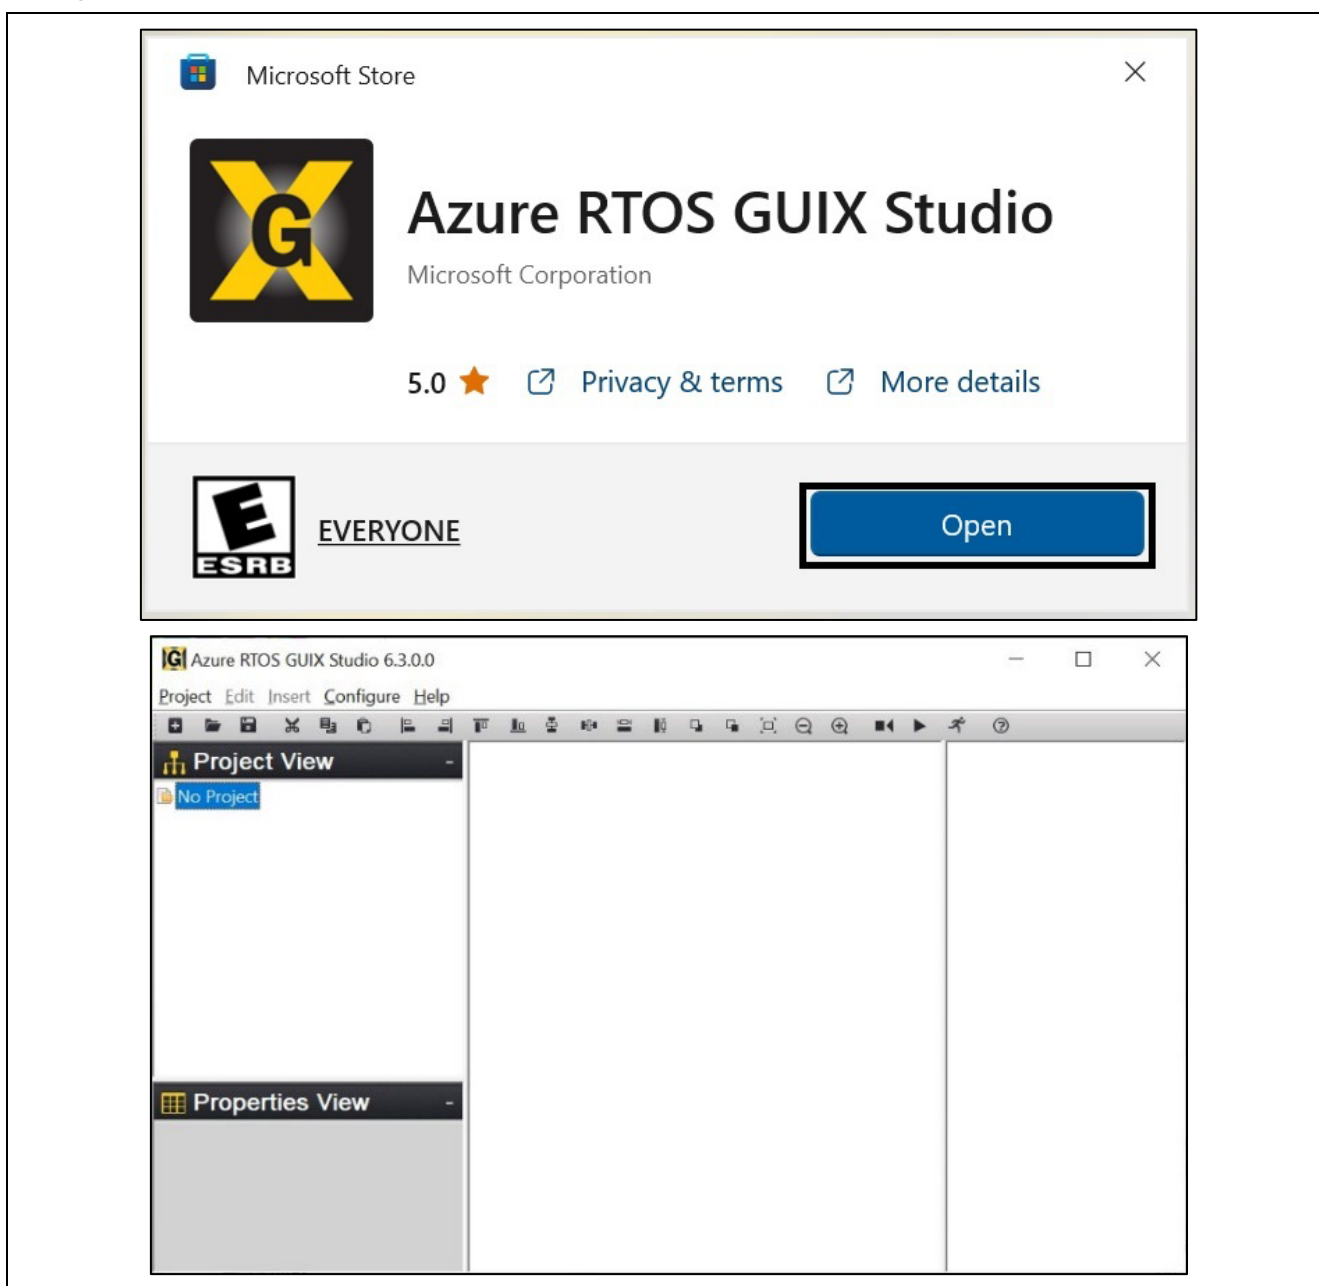 Microsoft Store
G
Azure RTOS GUIX Studio
Microsoft Corporation
5.0 Privacy & terms More details
E
ESRB
EVERYONE
Open
G Azure RTOS GUIX Studio 6.3.0.0
Project Edit Insert Configure Help
Project View -
No Project
Properties View -